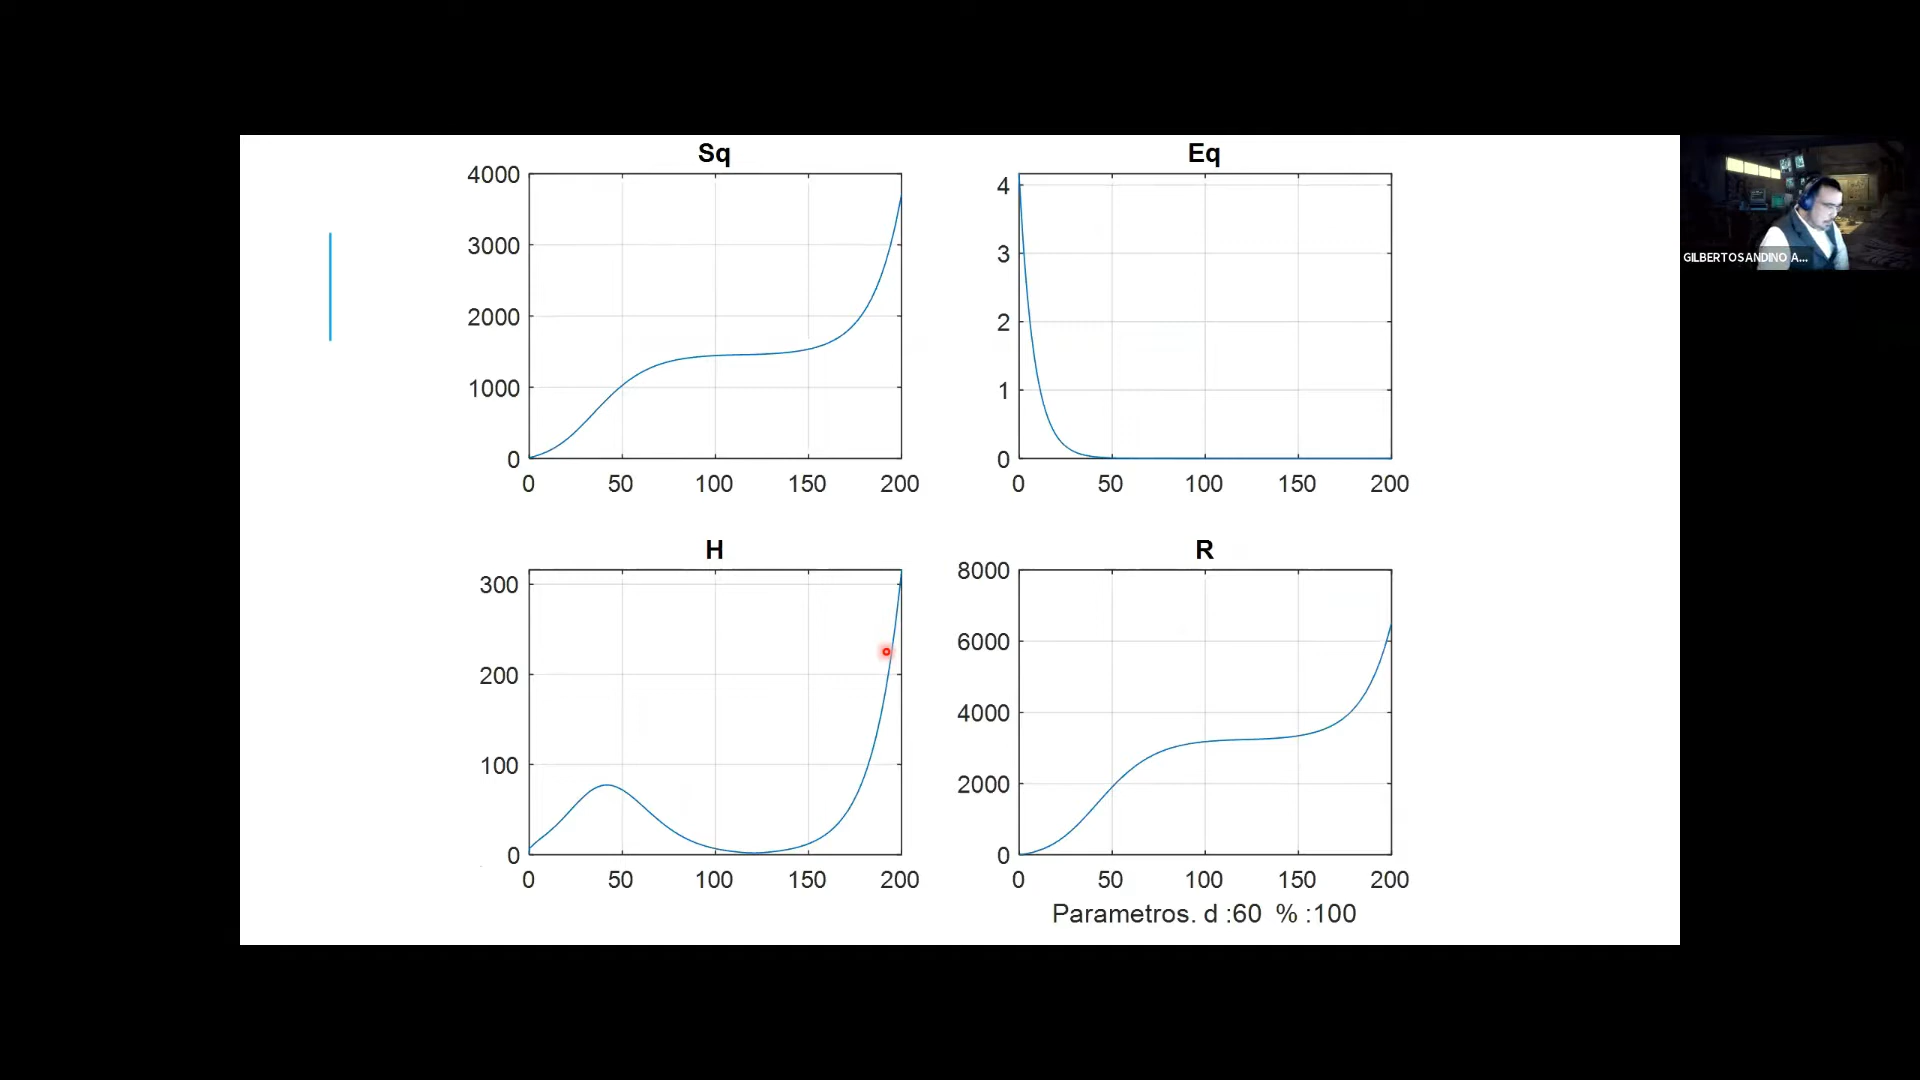 Sq
4000
3000
2000
1000
0
0 50 100 150 200
Eq
4
3
2
1
0
0 50 100 150 200
GILBERTOSANDINO A...
H
300
200
100
0
0 50 100 150 200
R
8000
6000
4000
2000
0
0 50 100 150 200
Parametros. d :60 % :100